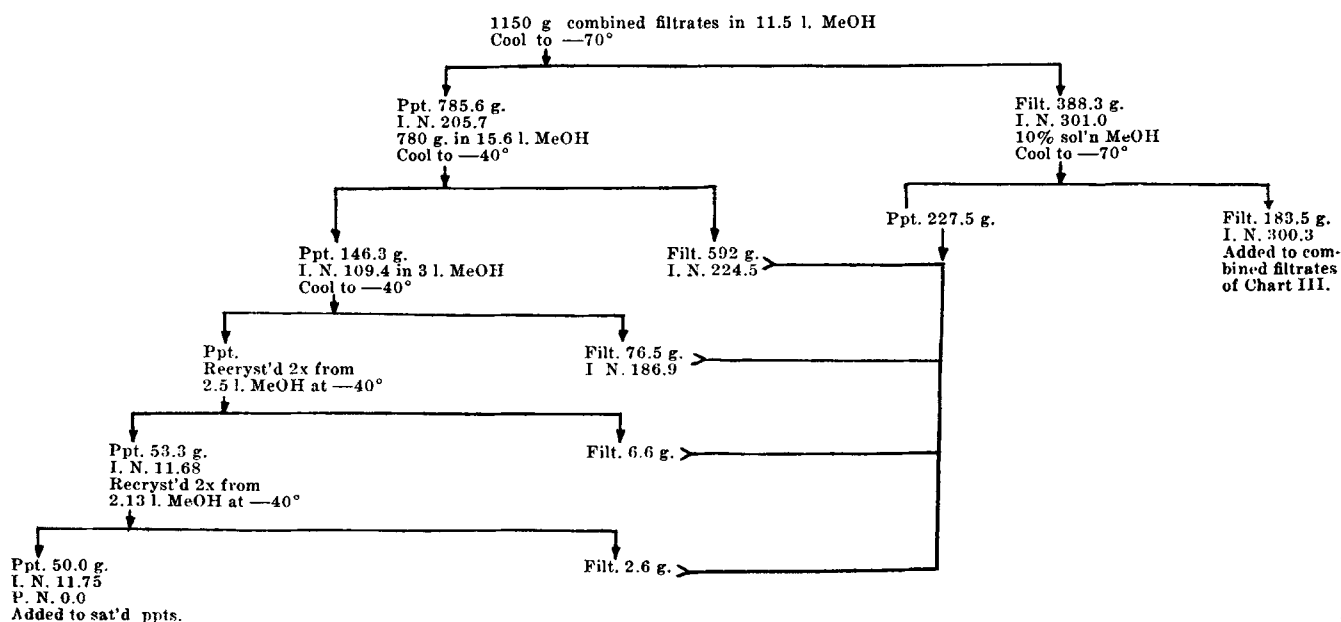 1150 g combined filtrates in 11.5 l. MeOH
Cool to —70°
Ppt. 785.6 g.
I. N. 205.7
780 g. in 15.6 l. MeOH
Cool to —40°
Filt. 388.3 g.
I. N. 301.0
10% sol'n MeOH
Cool to —70°
Ppt. 146.3 g.
I. N. 109.4 in 3 l. MeOH
Cool to —40°
Filt. 592 g.
I. N. 224.5
Ppt. 227.5 g.
Filt. 183.5 g.
I. N. 300.3
Added to com-
bined filtrates
of Chart III.
Ppt.
Recryst'd 2x from
2.5 l. MeOH at —40°
Filt. 76.5 g.
I N. 186.9
Ppt. 53.3 g.
I. N. 11.68
Recryst'd 2x from
2.13 l. MeOH at —40°
Filt. 6.6 g.
Ppt. 50.0 g.
I. N. 11.75
P. N. 0.0
Added to sat'd ppts.
Filt. 2.6 g.